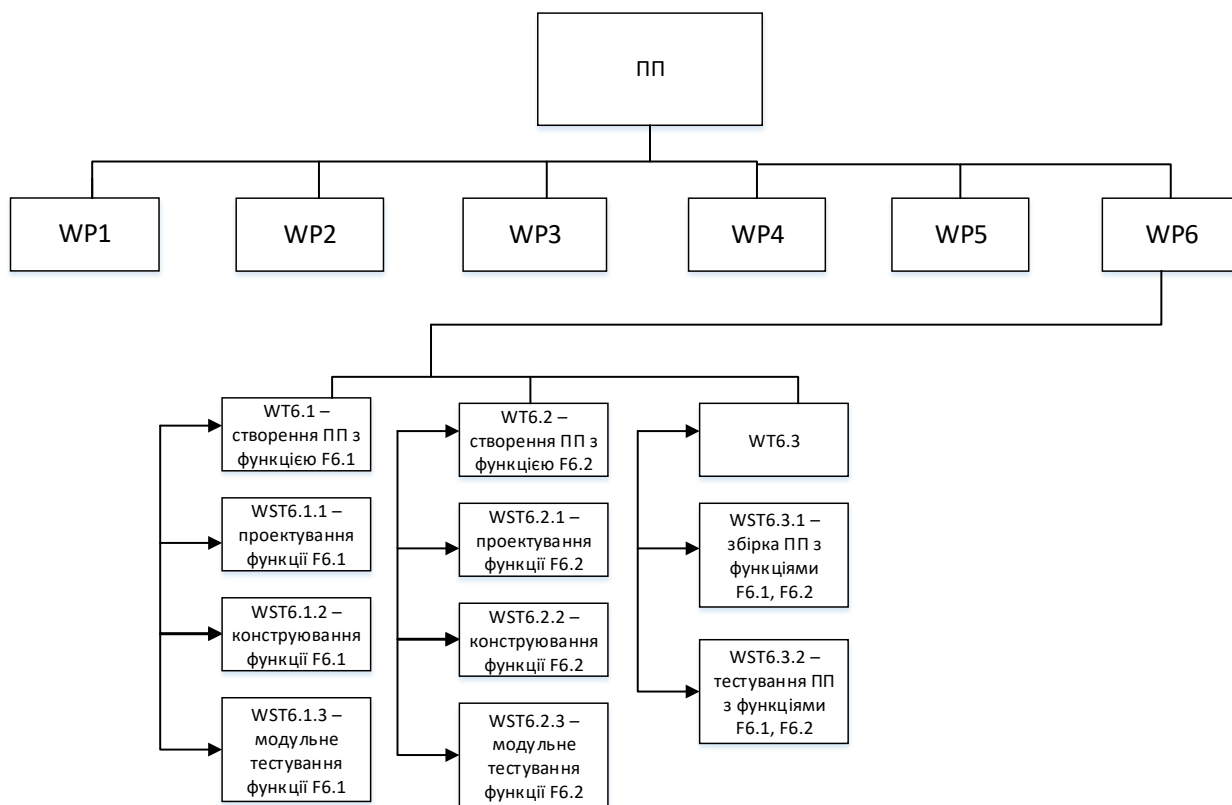 ПП
WP1
WP2
WP3
WP4
WP5
WP6
WT6.1 –
створення ПП з
функцією F6.1
WT6.2 –
створення ПП з
функцією F6.2
WT6.3
WST6.1.1 –
проектування
функції F6.1
WST6.2.1 –
проектування
функції F6.2
WST6.3.1 –
збірка ПП з
функціями
F6.1, F6.2
WST6.1.2 –
конструювання
функції F6.1
WST6.2.2 –
конструювання
функції F6.2
WST6.3.2 –
тестування ПП
з функціями
F6.1, F6.2
WST6.1.3 –
модульне
тестування
функції F6.1
WST6.2.3 –
модульне
тестування
функції F6.2